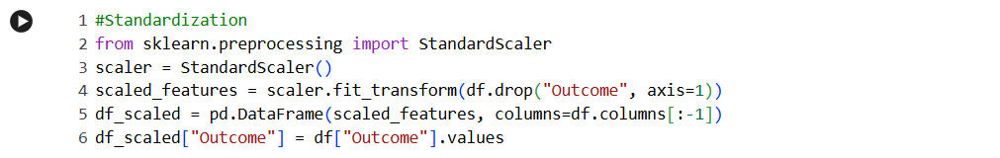 1 #Standardization
2 from sklearn.preprocessing import StandardScaler
3 scaler = StandardScaler()
4 scaled_features = scaler.fit_transform(df.drop("Outcome", axis=1))
5 df_scaled = pd.DataFrame(scaled_features, columns=df.columns[:-1])
6 df_scaled["Outcome"] = df["Outcome"].values